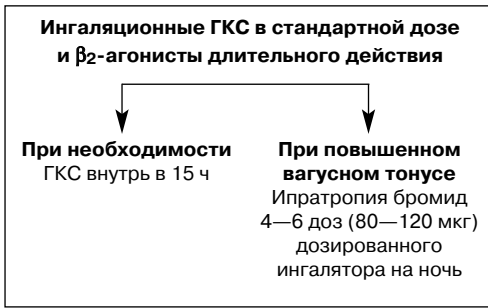 Ингаляционные ГКС в стандартной дозе
и β2-агонисты длительного действия
При необходимости
ГКС внутрь в 15 ч
При повышенном
вагусном тонусе
Ипратропия бромид
4—6 доз (80—120 мкг)
дозированного
ингалятора на ночь